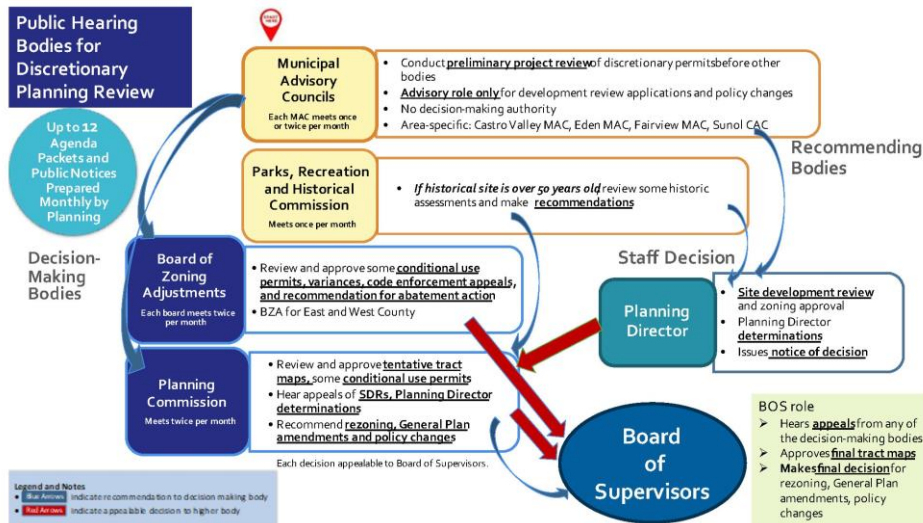 Public Hearing
Bodies for
Discretionary
Planning Review
START
HERE
Up to 12
Agenda
Packets and
Public Notices
Prepared
Monthly by
Planning
Municipal
Advisory
Councils
Each MAC meets once
or twice per month
• Conduct preliminary project review of discretionary permitsbefore other
bodies
• Advisory role only for development review applications and policy changes
• No decision-making authority
• Area-specific: Castro Valley MAC, Eden MAC, Fairview MAC, Sunol CAC
Recommending
Bodies
Parks, Recreation
and Historical
Commission
Meets once per month
• If historical site is over 50 years old, review some historic
assessments and make recommendations
Decision-
Making
Bodies
Board of
Zoning
Adjustments
Each board meets twice
per month
• Review and approve some conditional use
permits, variances, code enforcement appeals,
and recommendation for abatement action
• BZA for East and West County
Staff Decision
Planning
Director
• Site development review
and zoning approval
• Planning Director
determinations
• Issues notice of decision
Planning
Commission
Meets twice per month
• Review and approve tentative tract
maps, some conditional use permits
• Hear appeals of SDRs, Planning Director
determinations
• Recommend rezoning, General Plan
amendments and policy changes
Each decision appealable to Board of Supervisors.
Board
of
Supervisors
BOS role
➢ Hears appeals from any of
the decision-making bodies
➢ Approves final tract maps
➢ Makes final decision for
rezoning, General Plan
amendments, policy
changes
Legend and Notes
• Blue Arrows indicate recommendation to decision making body
• Red Arrows indicate appealable decision to higher body